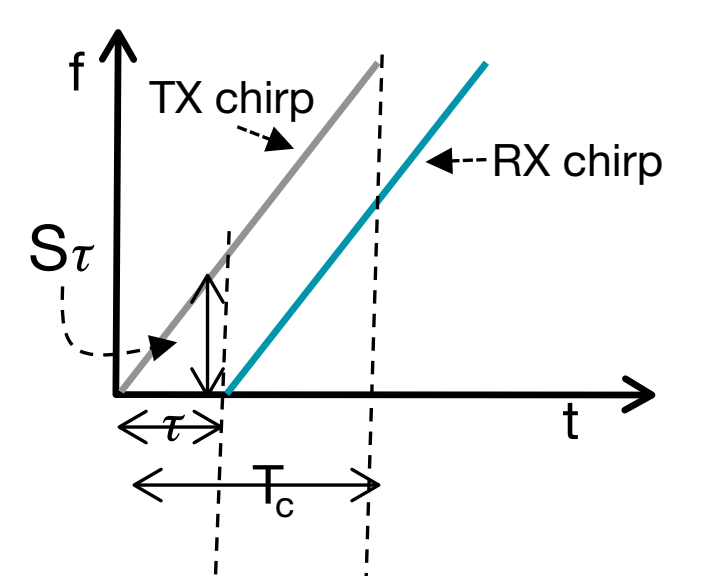 f
TX chirp
RX chirp
Sτ
τ
t
Tc